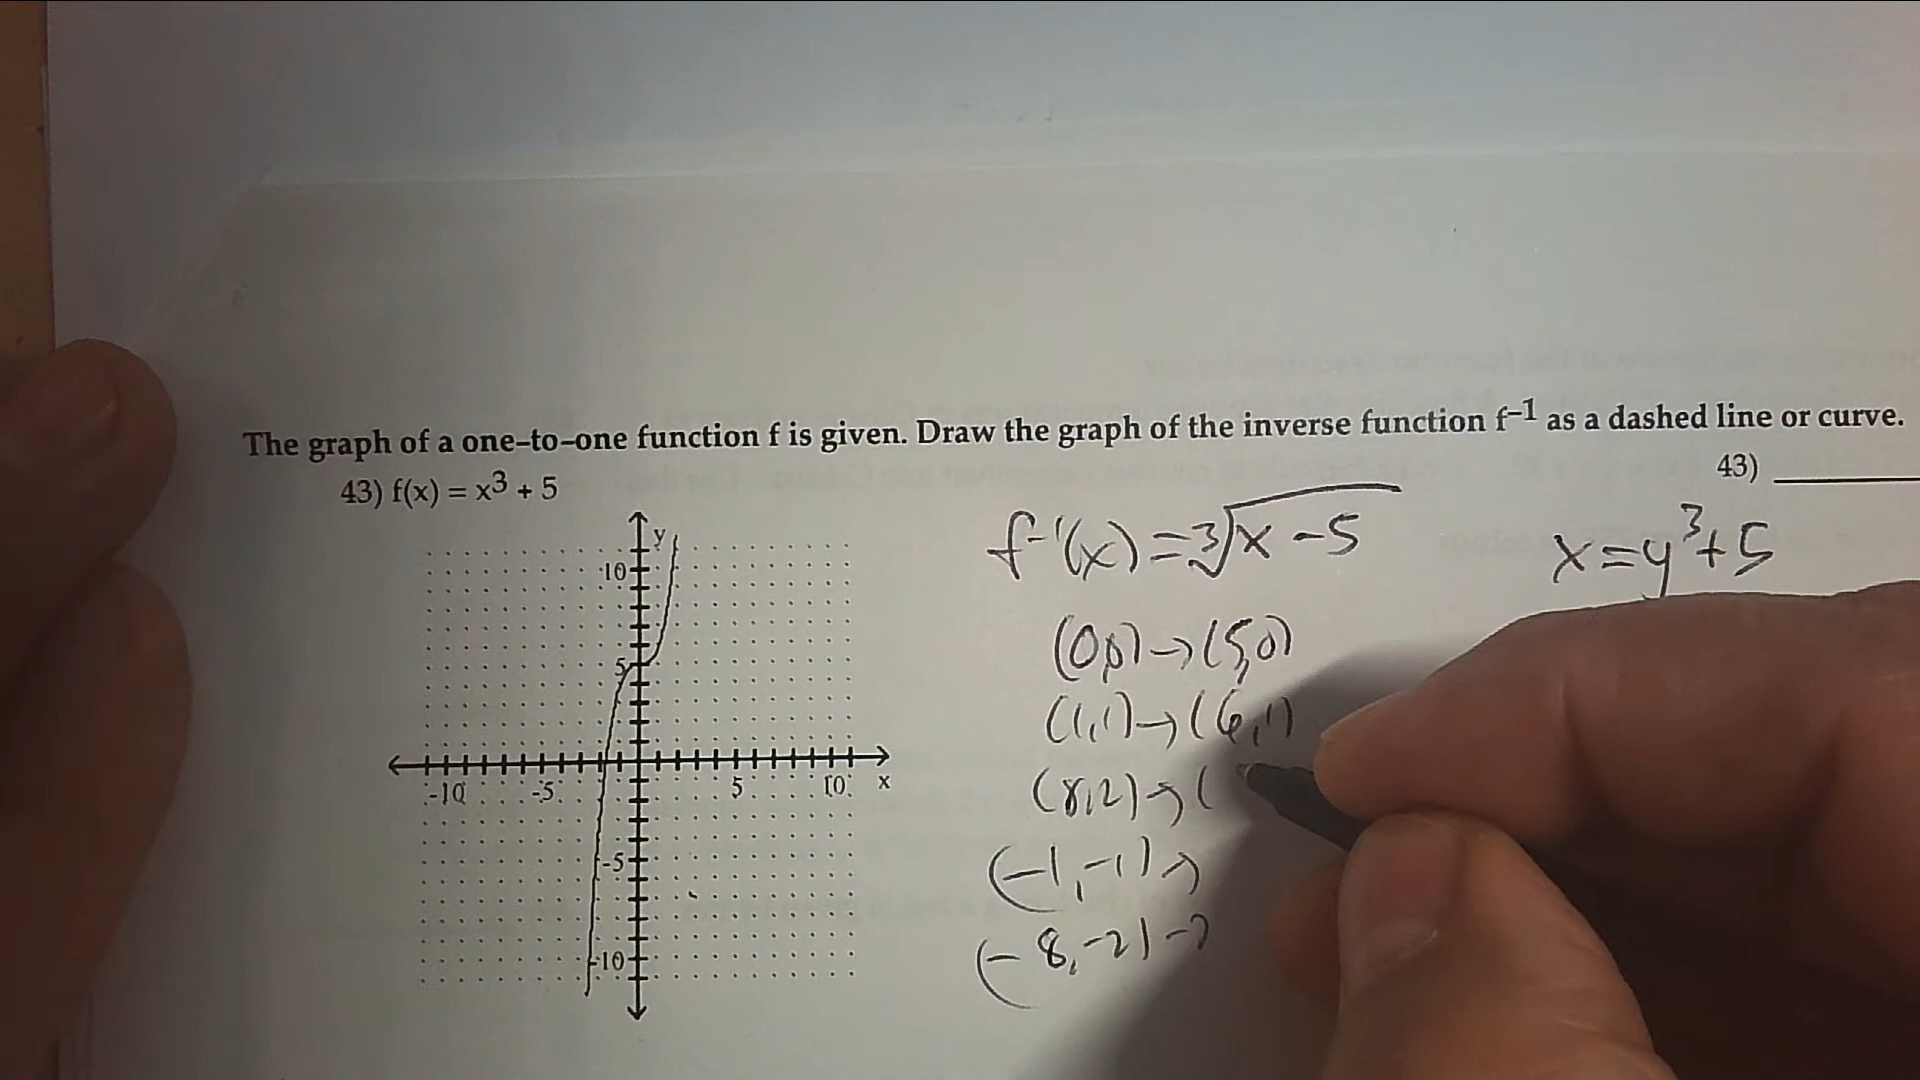 The graph of a one-to-one function f is given. Draw the graph of the inverse function f⁻¹ as a dashed line or curve.
43) f(x) = x³ + 5
43)
f⁻¹(x) = ³√x - 5
x = y³ + 5
(0,0) → (5,0)
(1,1) → (6,1)
(8,2) → (
(-1,-1) →
(-8,-2) →
y
10
5
-10
-5
5
10
x
-5
-10